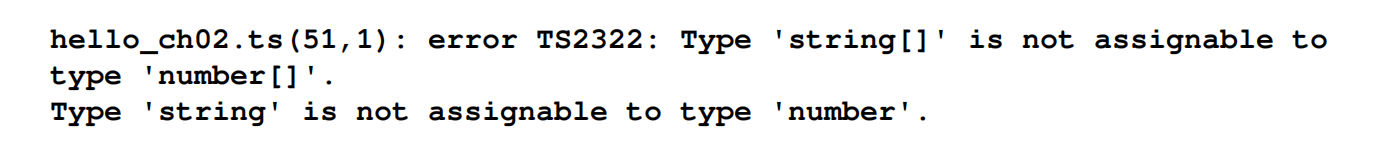 hello_ch02.ts(51,1): error TS2322: Type 'string[]' is not assignable to
type 'number[]'.
Type 'string' is not assignable to type 'number'.